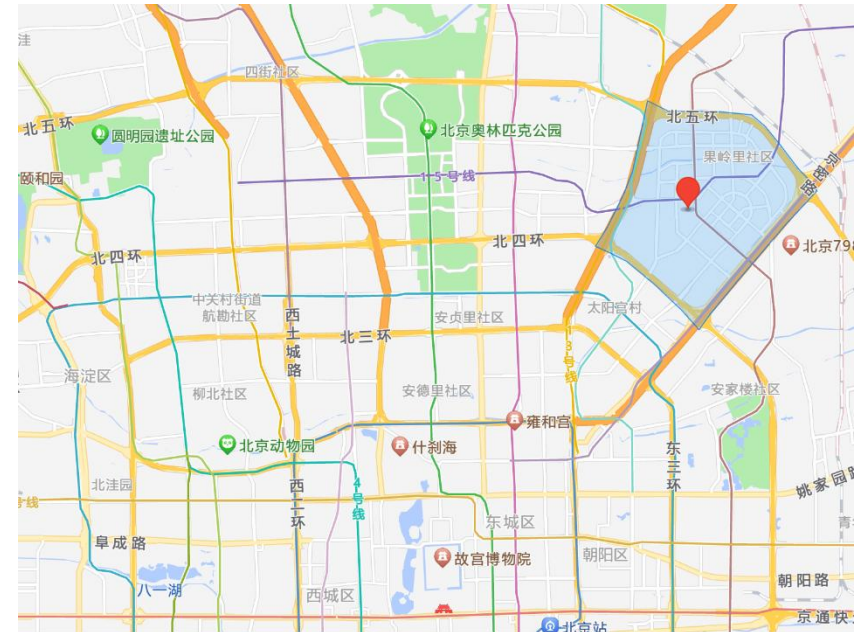 洼
四街社区
北五环
北五环
圆明园遗址公园
北京奥林匹克公园
果岭里社区
京密路
颐和园
15号线
北四环
北京798
北四环
中关村街道
航勘社区
西土城路
安贞里社区
太阳宫村
北三环
13号线
海淀区
柳北社区
安德里社区
安家楼社区
雍和宫
北京动物园
什刹海
东三环
北洼园
西二环
4号线
姚家园路
号线
东城区
青
阜成路
故宫博物院
朝阳区
八一湖
西城区
朝阳路
京通快
北京站